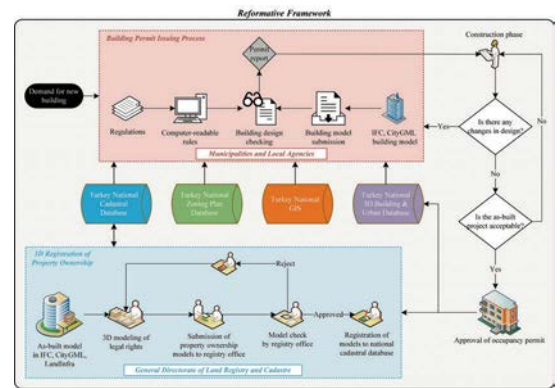 Reformative Framework
Building Permit Issuing Process
Permit
report
Construction phase
Demand for new
building
Regulations
Computer-readable
rules
Building design
checking
Building model
submission
IFC, CityGML
building model
Municipalities and Local Agencies
Yes
Is there any
changes in design?
No
No
Turkey National
Cadastral
Database
Turkey National
Zoning Plan
Database
Turkey National
GIS
Turkey National
3D Building &
Urban Database
Is the as-built
project acceptable?
Yes
3D Registration of
Property Ownership
Reject
Approved
As-built model
in IFC, CityGML,
LandInfra
3D modeling of
legal rights
Submission of
property ownership
models to registry office
Model check
by registry office
Registration of
models to national
cadastral database
Approval of occupancy permit
General Directorate of Land Registry and Cadastre